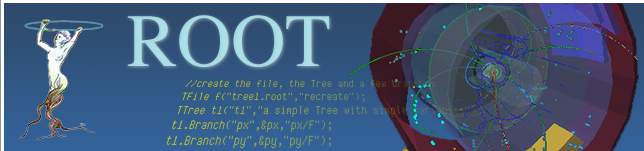 ROOT
//create the file, the Tree and a few branches
TFile f("tree1.root","recreate");
TTree t1("t1","a simple Tree with simple
t1.Branch("px",&px,"px/F");
t1.Branch("py",&py,"py/F");